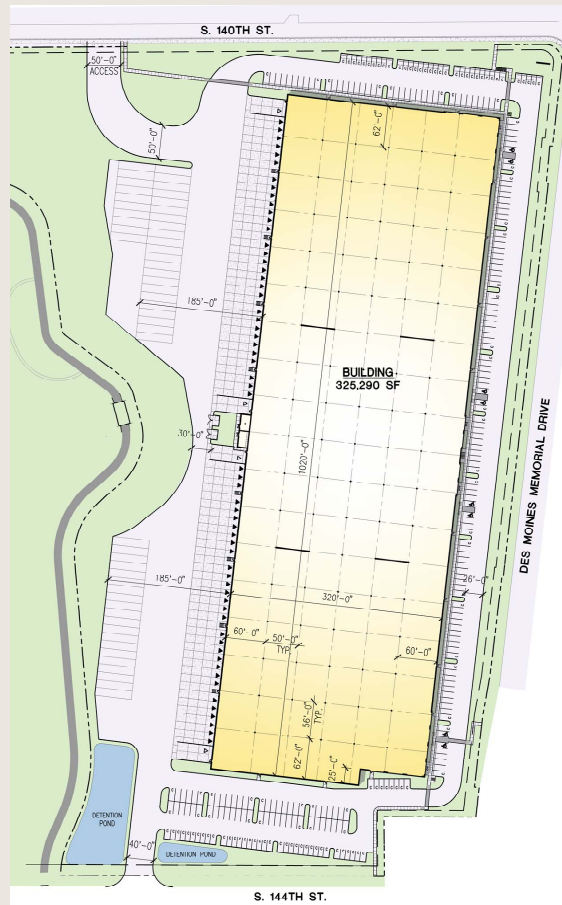 S. 140TH ST.
50'-0"
ACCESS
50'-0"
62'-0"
185'-0"
BUILDING
325,290 SF
30'-0"
1020'-0"
DES MOINES MEMORIAL DRIVE
185'-0"
320'-0"
26'-0"
60' 0"
50'-0"
TYP.
60'-0"
56'-0"
TYP.
62'-0"
25'-C"
DETENTION
POND
40'-0"
DETENTION POND
S. 144TH ST.